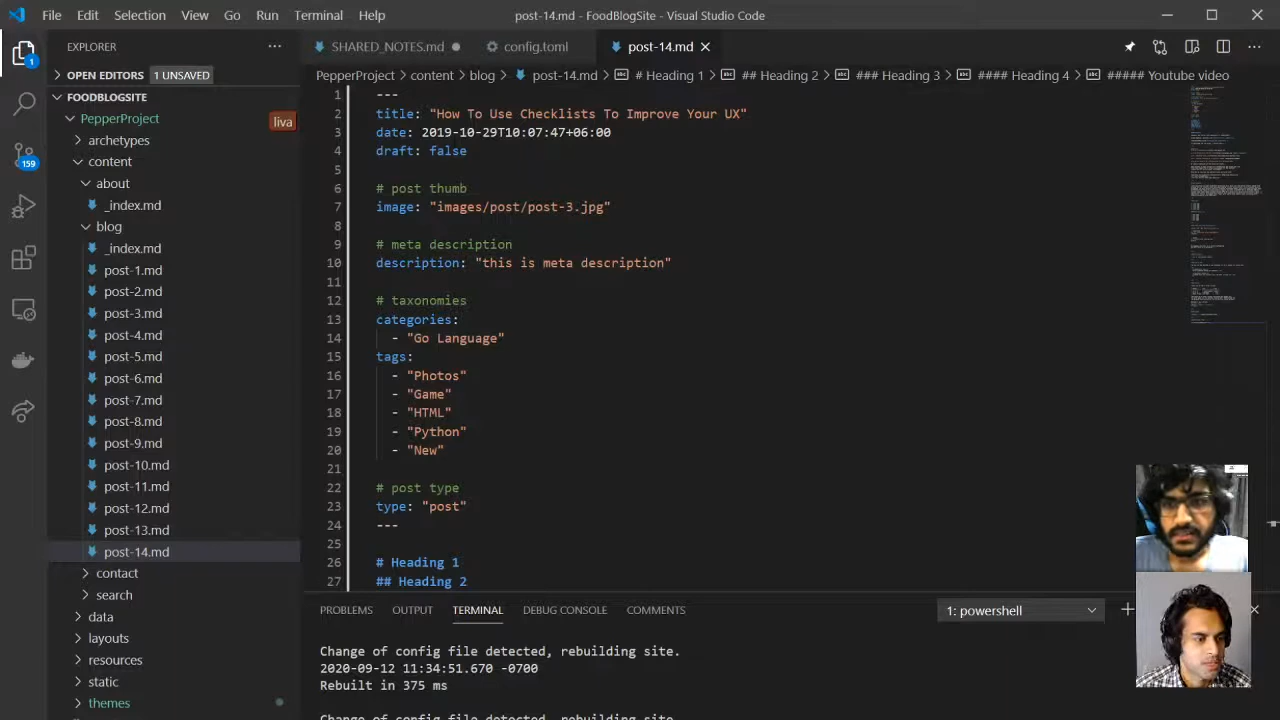 File Edit Selection View Go Run Terminal Help post-14.md - FoodBlogSite - Visual Studio Code
EXPLORER
SHARED_NOTES.md config.toml post-14.md
OPEN EDITORS 1 UNSAVED
PepperProject content blog post-14.md # Heading 1 ## Heading 2 ### Heading 3 #### Heading 4 ##### Youtube video
1
FOODBLOGSITE
PepperProject liva
archetypes
content
about
_index.md
blog
_index.md
post-1.md
post-2.md
post-3.md
post-4.md
post-5.md
post-6.md
post-7.md
post-8.md
post-9.md
post-10.md
post-11.md
post-12.md
post-13.md
post-14.md
contact
search
data
layouts
resources
static
themes
159
1 ---
2 title: "How To Use Checklists To Improve Your UX"
3 date: 2019-10-29T10:07:47+06:00
4 draft: false
5
6 # post thumb
7 image: "images/post/post-3.jpg"
8
9 # meta description
10 description: "this is meta description"
11
12 # taxonomies
13 categories:
14 - "Go Language"
15 tags:
16 - "Photos"
17 - "Game"
18 - "HTML"
19 - "Python"
20 - "New"
21
22 # post type
23 type: "post"
24 ---
25
26 # Heading 1
27 ## Heading 2
PROBLEMS OUTPUT TERMINAL DEBUG CONSOLE COMMENTS 1: powershell
Change of config file detected, rebuilding site.
2020-09-12 11:34:51.670 -0700
Rebuilt in 375 ms
Change of config file detected, rebuilding site.